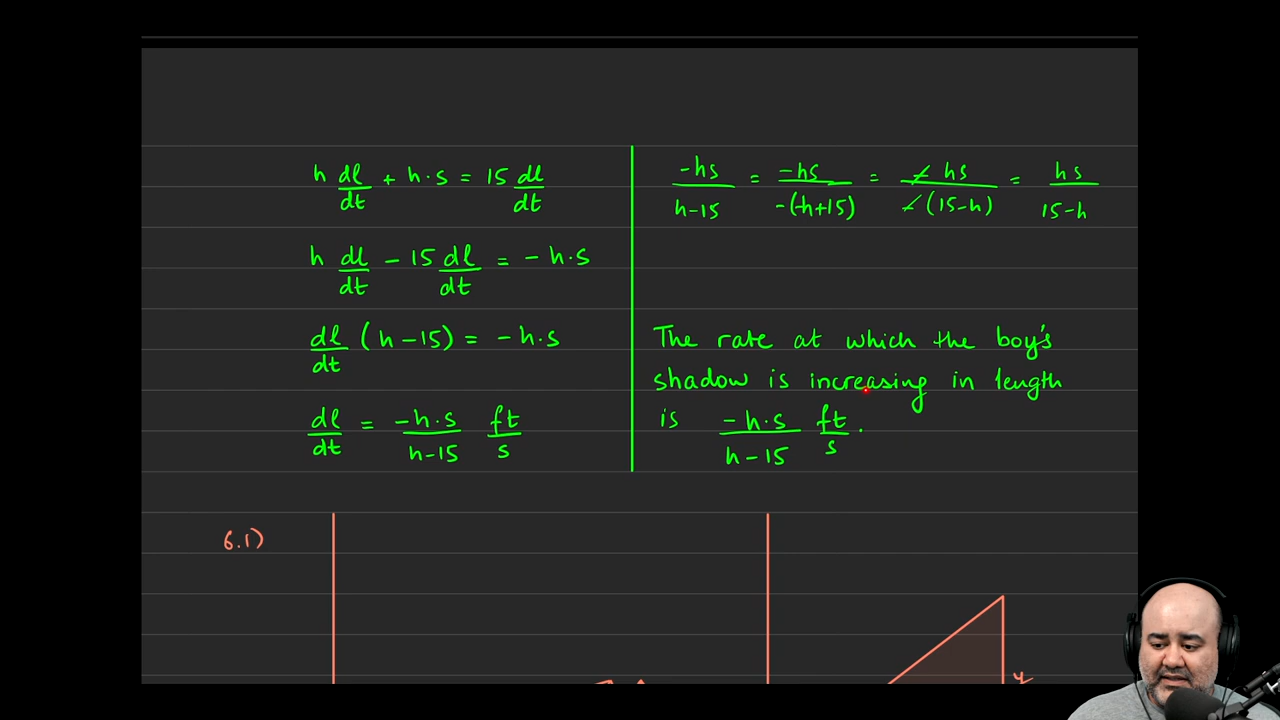 h dl/dt + h·s = 15 dl/dt
h dl/dt - 15 dl/dt = - h·s
dl/dt (h - 15) = - h·s
dl/dt = -h·s/h-15 ft/s
-hs/h-15 = -hs/-(-h+15) = -hs/-(15-h) = hs/15-h
The rate at which the boy's
shadow is increasing in length
is -h·s/h-15 ft/s.
6.1)
y